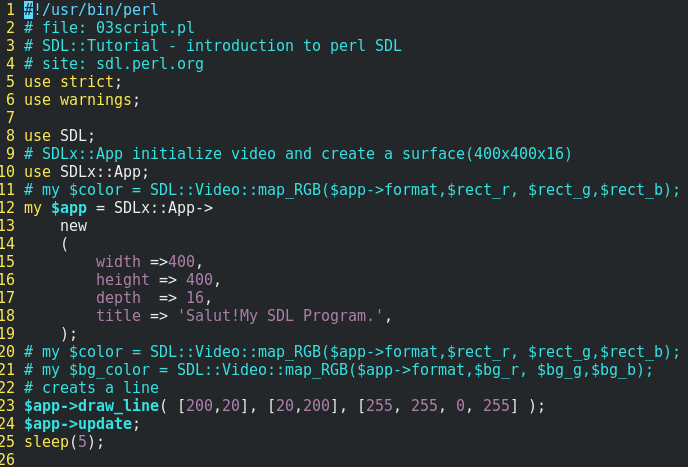 1 #!/usr/bin/perl
2 # file: 03script.pl
3 # SDL::Tutorial - introduction to perl SDL
4 # site: sdl.perl.org
5 use strict;
6 use warnings;
7
8 use SDL;
9 # SDLx::App initialize video and create a surface(400x400x16)
10 use SDLx::App;
11 # my $color = SDL::Video::map_RGB($app->format,$rect_r, $rect_g,$rect_b);
12 my $app = SDLx::App->
13     new
14     (
15         width =>400,
16         height => 400,
17         depth  => 16,
18         title => 'Salut!My SDL Program.',
19     );
20 # my $color = SDL::Video::map_RGB($app->format,$rect_r, $rect_g,$rect_b);
21 # my $bg_color = SDL::Video::map_RGB($app->format,$bg_r, $bg_g,$bg_b);
22 # creats a line
23 $app->draw_line( [200,20], [20,200], [255, 255, 0, 255] );
24 $app->update;
25 sleep(5);
26